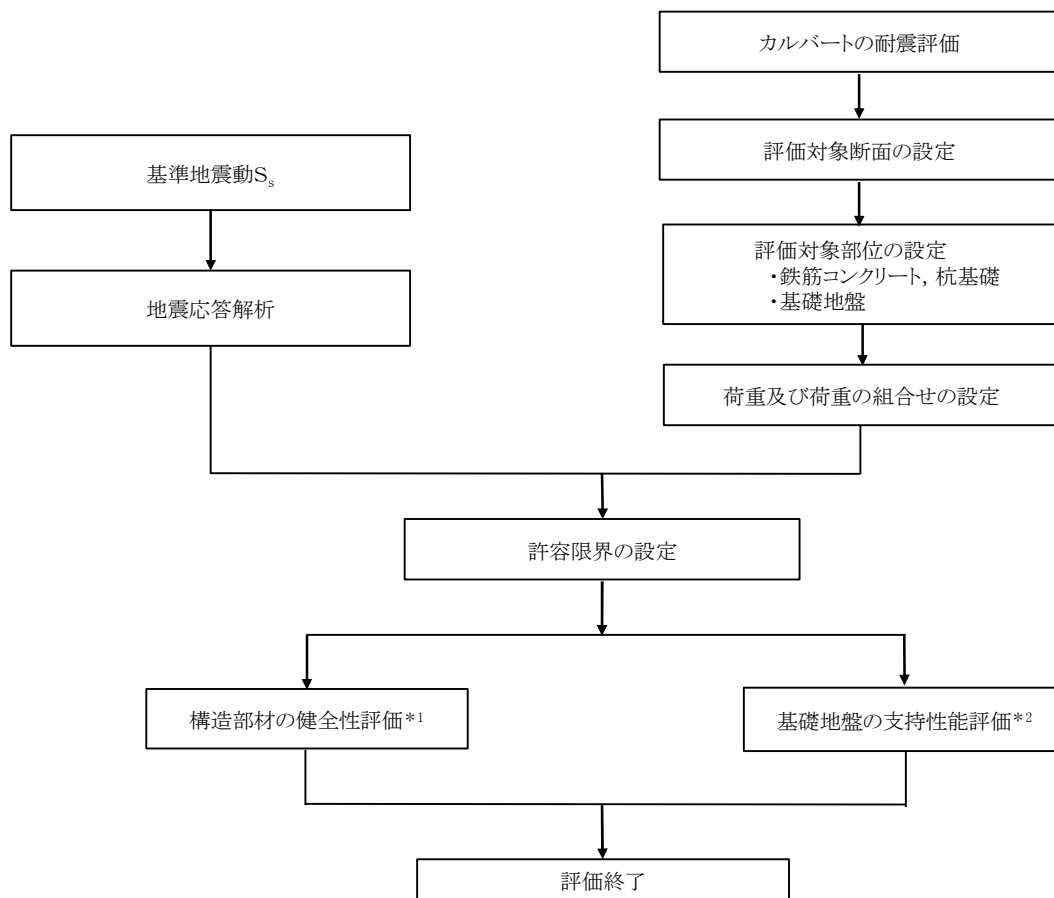 カルバートの耐震評価
評価対象断面の設定
基準地震動Ss
評価対象部位の設定
・鉄筋コンクリート, 杭基礎
・基礎地盤
地震応答解析
荷重及び荷重の組合せの設定
許容限界の設定
構造部材の健全性評価*1
基礎地盤の支持性能評価*2
評価終了